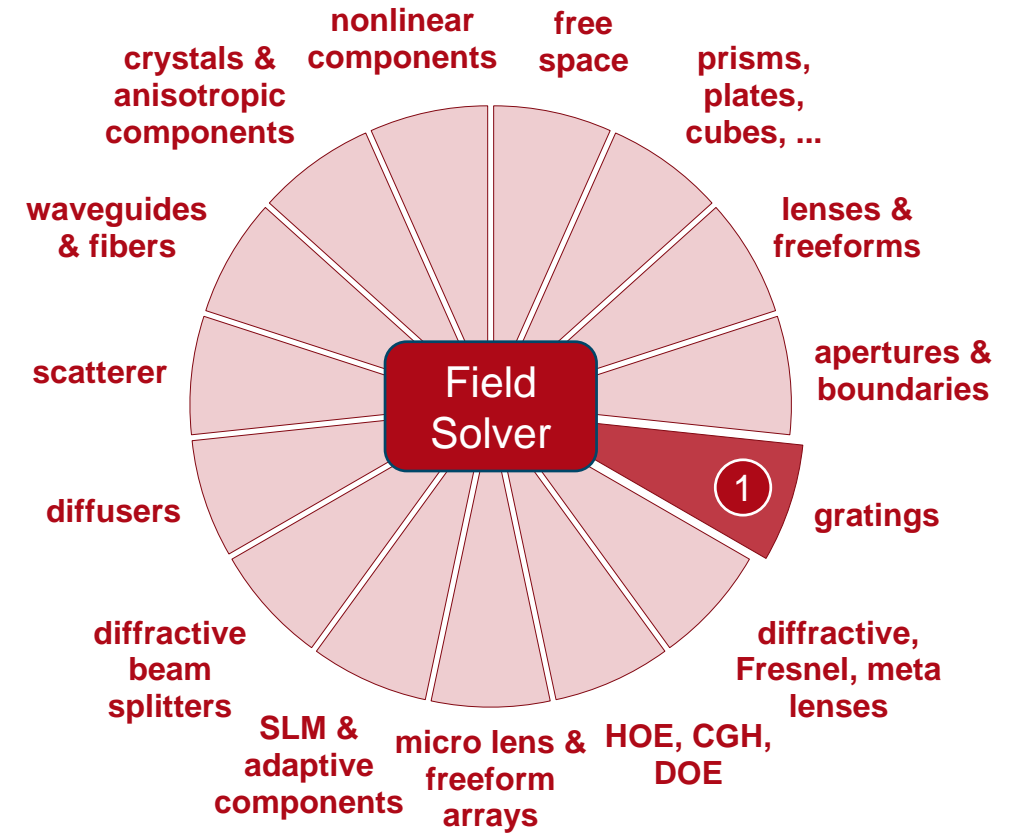 nonlinear
components
free
space
prisms,
plates,
cubes, ...
lenses &
freeforms
apertures &
boundaries
gratings
diffractive,
Fresnel, meta
lenses
HOE, CGH,
DOE
micro lens &
freeform
arrays
SLM &
adaptive
components
diffractive
beam
splitters
diffusers
scatterer
waveguides
& fibers
crystals &
anisotropic
components
Field
Solver
1